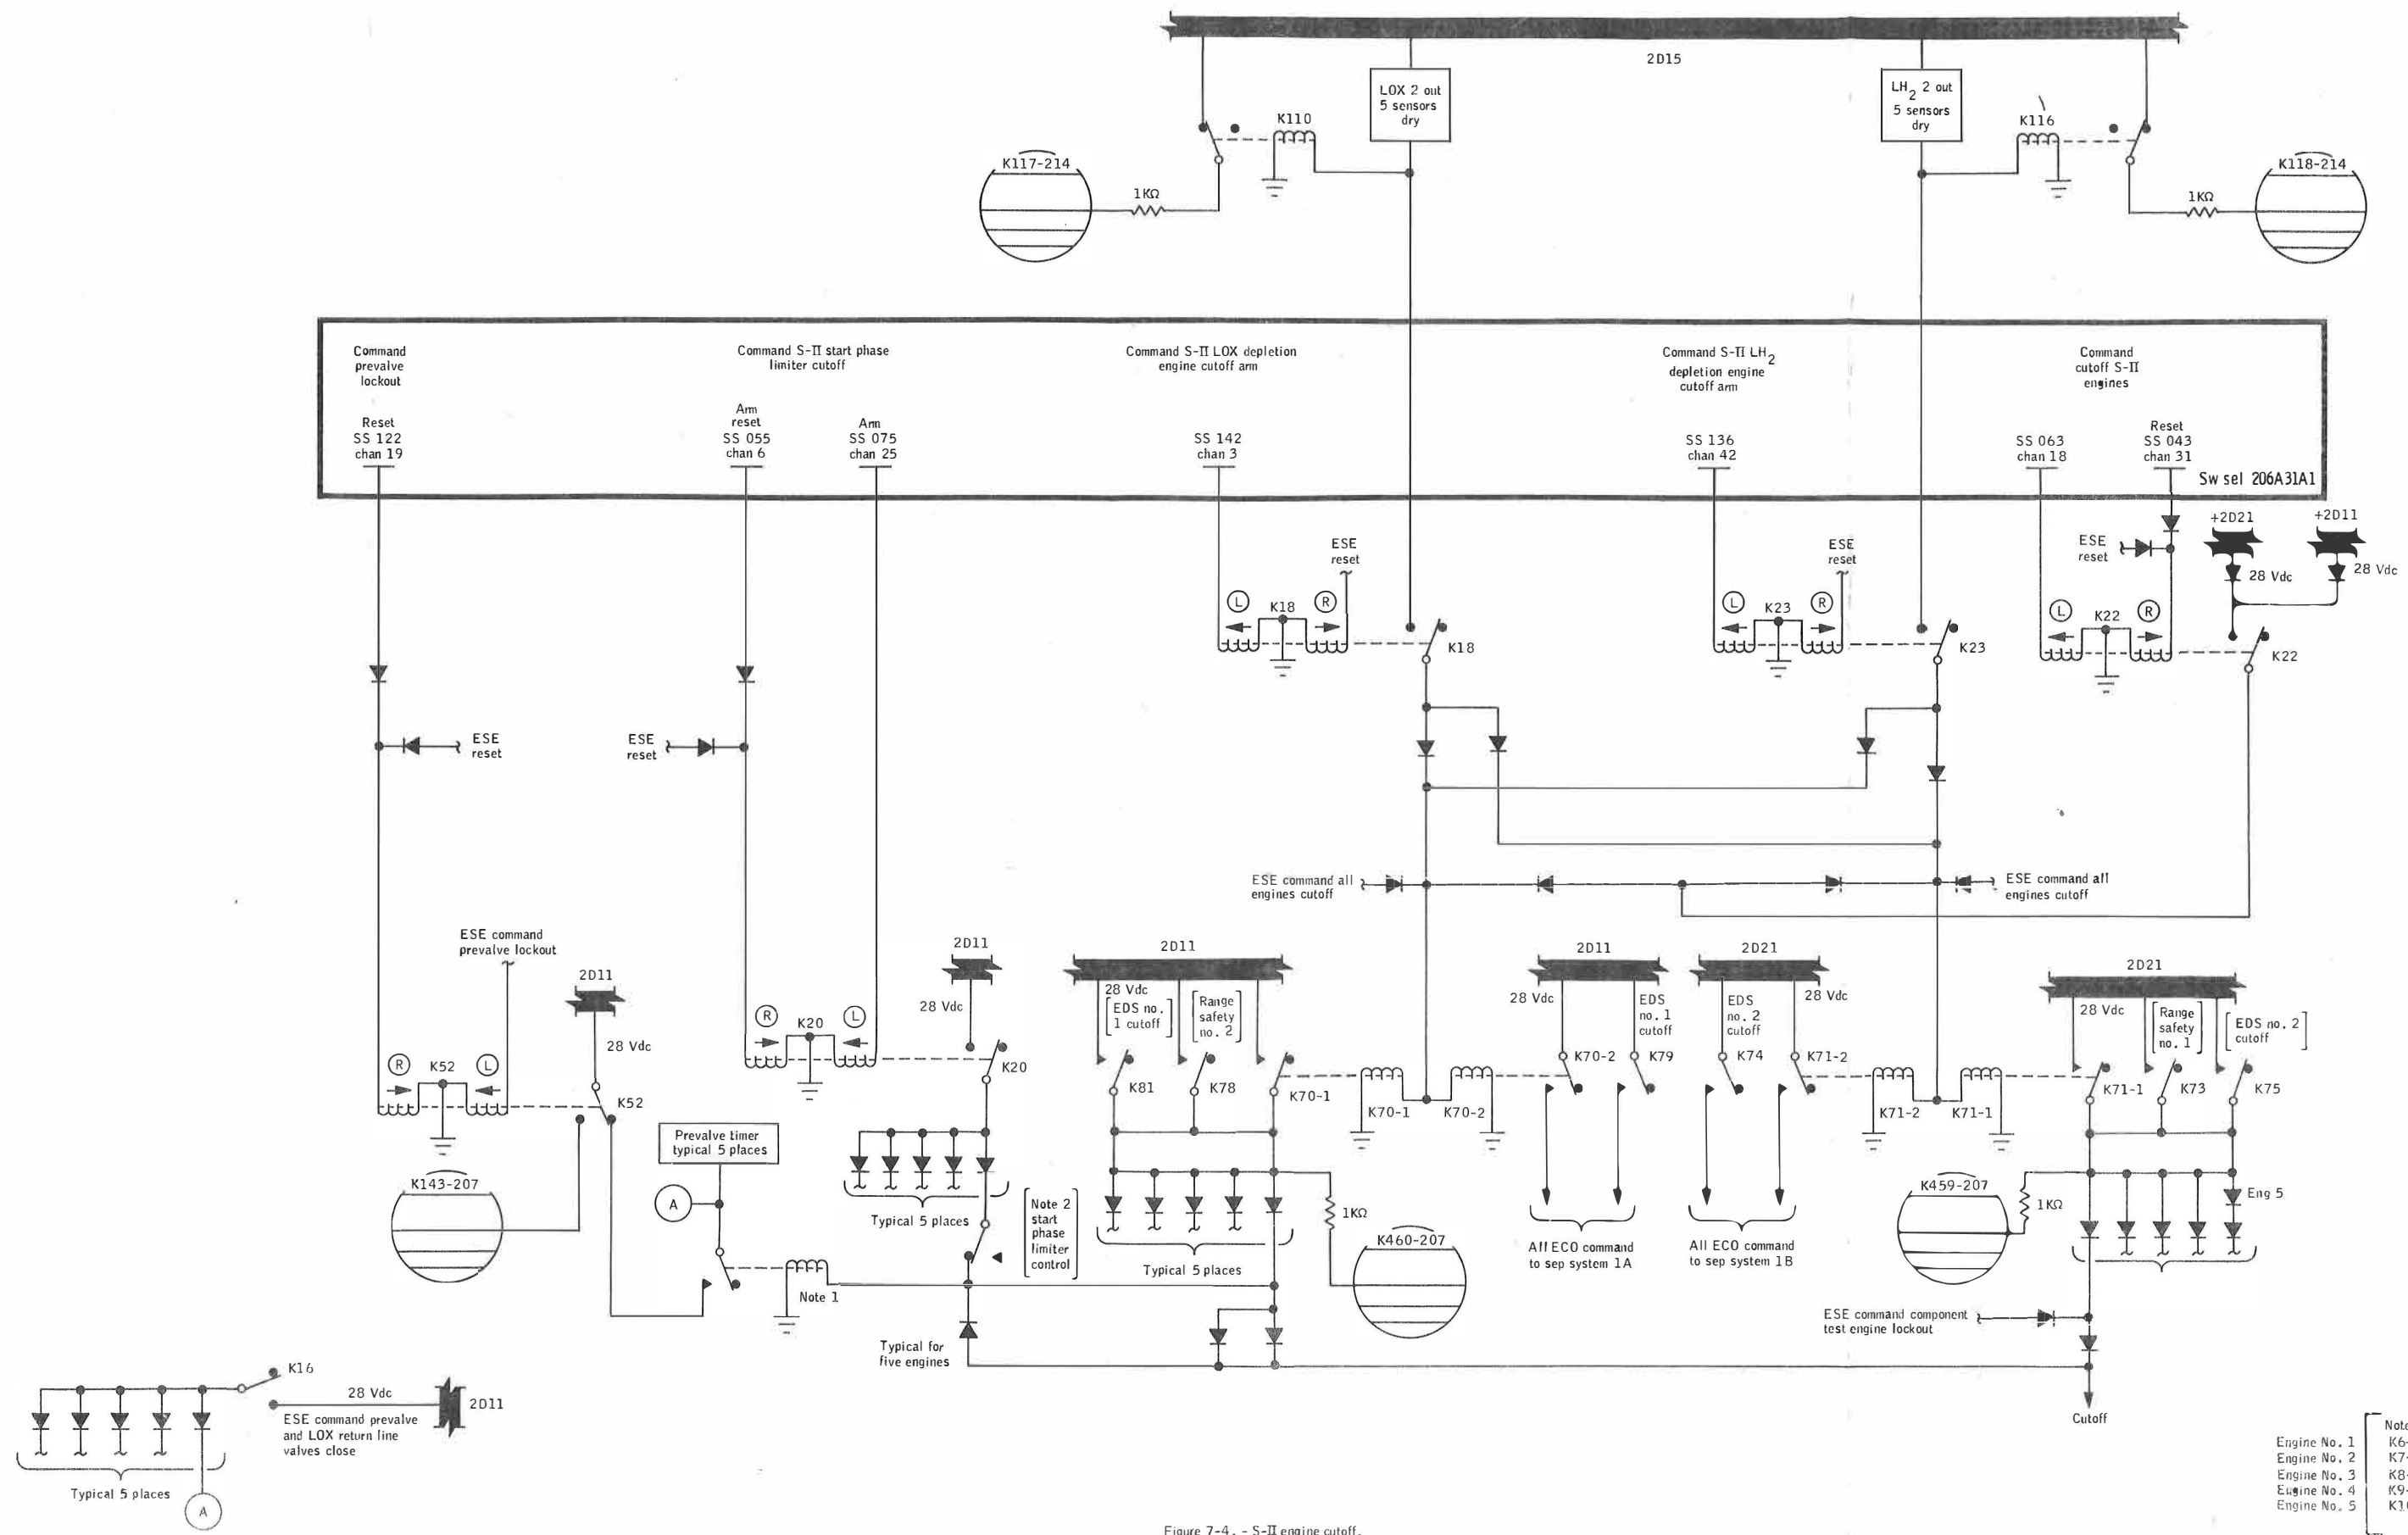 2D15
LOX 2 out
5 sensors
dry
LH2 2 out
5 sensors
dry
K110
K116
K117-214
K118-214
1KΩ
1KΩ
Command
prevalve
lockout
Command S-II start phase
limiter cutoff
Command S-II LOX depletion
engine cutoff arm
Command S-II LH2
depletion engine
cutoff arm
Command
cutoff S-II
engines
Reset
SS 122
chan 19
Arm
reset
SS 055
chan 6
Arm
SS 075
chan 25
SS 142
chan 3
SS 136
chan 42
SS 063
chan 18
Reset
SS 043
chan 31
Sw sel 206A31A1
+2D21
+2D11
28 Vdc
28 Vdc
ESE
reset
ESE
reset
ESE
reset
L
K18
R
K18
L
K23
R
K23
L
K22
R
K22
ESE
reset
ESE
reset
ESE command all
engines cutoff
ESE command all
engines cutoff
ESE command
prevalve lockout
2D11
28 Vdc
R
K52
L
K52
R
K20
L
2D11
28 Vdc
K20
2D11
28 Vdc
EDS no.
1 cutoff
Range
safety
no. 2
K81
K78
K70-1
K70-1
K70-2
2D11
28 Vdc
EDS
no. 1
cutoff
K70-2
K79
2D21
EDS
no. 2
cutoff
28 Vdc
K74
K71-2
K71-2
K71-1
2D21
28 Vdc
Range
safety
no. 1
EDS no. 2
cutoff
K71-1
K73
K75
K143-207
Prevalve timer
typical 5 places
A
Note 1
Typical 5 places
Note 2
start
phase
limiter
control
Typical 5 places
1KΩ
K460-207
All ECO command
to sep system 1A
All ECO command
to sep system 1B
K459-207
1KΩ
Eng 5
ESE command component
test engine lockout
Typical for
five engines
Cutoff
K16
28 Vdc
2D11
ESE command prevalve
and LOX return line
valves close
Typical 5 places
A
Engine No. 1
Engine No. 2
Engine No. 3
Engine No. 4
Engine No. 5
Figure 7-4. - S-II engine cutoff.